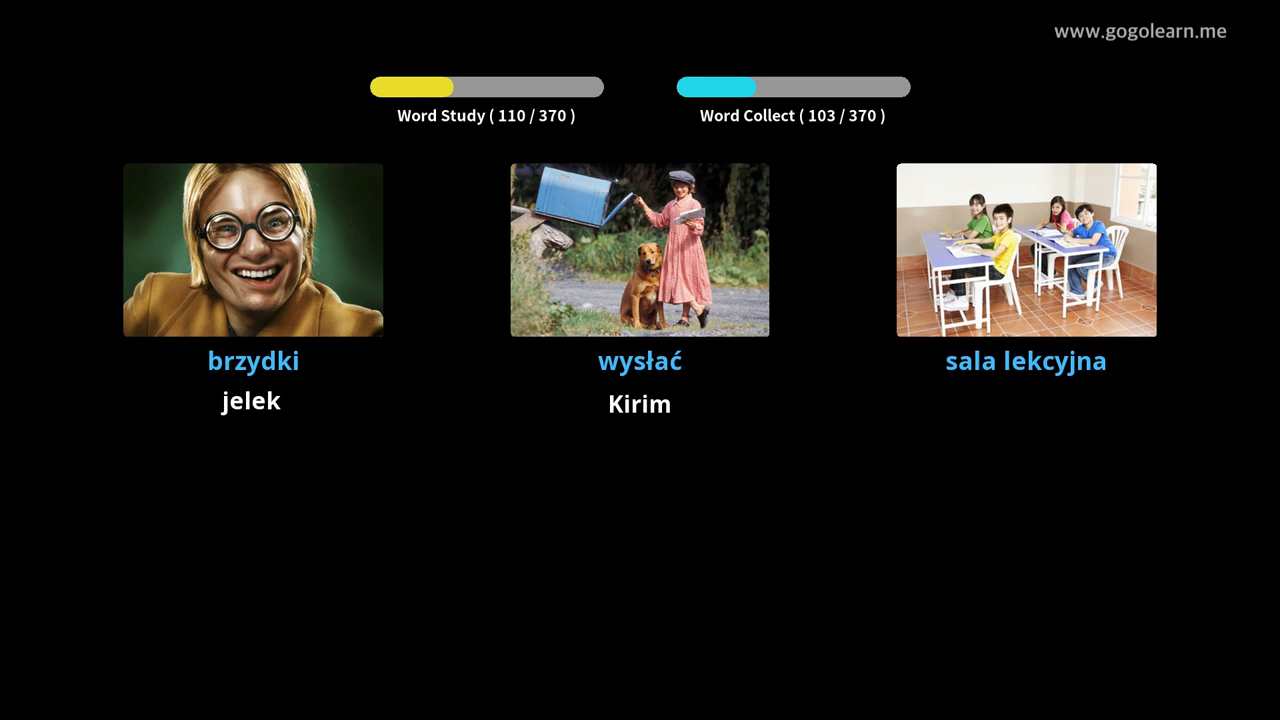 www.gogolearn.me
Word Study ( 110 / 370 )
Word Collect ( 103 / 370 )
brzydki
wysłać
sala lekcyjna
jelek
Kirim